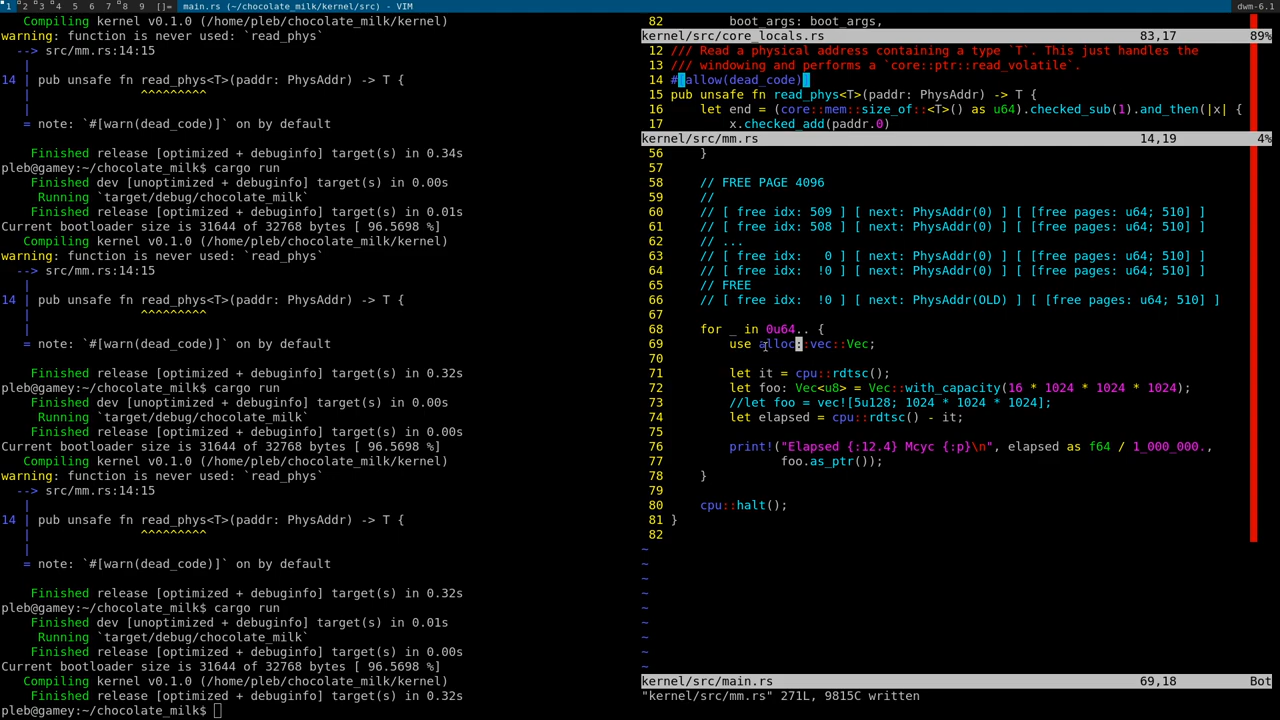 1 2 3 4 5 6 7 8 9 []= main.rs (~/chocolate_milk/kernel/src) - VIM dwm-6.1
   Compiling kernel v0.1.0 (/home/pleb/chocolate_milk/kernel)
warning: function is never used: `read_phys`
  --> src/mm.rs:14:15
   |
14 | pub unsafe fn read_phys<T>(paddr: PhysAddr) -> T {
   |               ^^^^^^^^^
   |
   = note: `#[warn(dead_code)]` on by default
    Finished release [optimized + debuginfo] target(s) in 0.34s
pleb@gamey:~/chocolate_milk$ cargo run
    Finished dev [unoptimized + debuginfo] target(s) in 0.00s
     Running `target/debug/chocolate_milk`
    Finished release [optimized + debuginfo] target(s) in 0.01s
Current bootloader size is 31644 of 32768 bytes [ 96.5698 %]
   Compiling kernel v0.1.0 (/home/pleb/chocolate_milk/kernel)
warning: function is never used: `read_phys`
  --> src/mm.rs:14:15
   |
14 | pub unsafe fn read_phys<T>(paddr: PhysAddr) -> T {
   |               ^^^^^^^^^
   |
   = note: `#[warn(dead_code)]` on by default
    Finished release [optimized + debuginfo] target(s) in 0.32s
pleb@gamey:~/chocolate_milk$ cargo run
    Finished dev [unoptimized + debuginfo] target(s) in 0.00s
     Running `target/debug/chocolate_milk`
    Finished release [optimized + debuginfo] target(s) in 0.00s
Current bootloader size is 31644 of 32768 bytes [ 96.5698 %]
   Compiling kernel v0.1.0 (/home/pleb/chocolate_milk/kernel)
warning: function is never used: `read_phys`
  --> src/mm.rs:14:15
   |
14 | pub unsafe fn read_phys<T>(paddr: PhysAddr) -> T {
   |               ^^^^^^^^^
   |
   = note: `#[warn(dead_code)]` on by default
    Finished release [optimized + debuginfo] target(s) in 0.32s
pleb@gamey:~/chocolate_milk$ cargo run
    Finished dev [unoptimized + debuginfo] target(s) in 0.01s
     Running `target/debug/chocolate_milk`
    Finished release [optimized + debuginfo] target(s) in 0.00s
Current bootloader size is 31644 of 32768 bytes [ 96.5698 %]
   Compiling kernel v0.1.0 (/home/pleb/chocolate_milk/kernel)
    Finished release [optimized + debuginfo] target(s) in 0.32s
pleb@gamey:~/chocolate_milk$
82         boot_args: boot_args,
kernel/src/core_locals.rs 83,17 89%
12 /// Read a physical address containing a type `T`. This just handles the
13 /// windowing and performs a `core::ptr::read_volatile`.
14 #[allow(dead_code)]
15 pub unsafe fn read_phys<T>(paddr: PhysAddr) -> T {
16     let end = (core::mem::size_of::<T>() as u64).checked_sub(1).and_then(|x| {
17         x.checked_add(paddr.0)
kernel/src/mm.rs 14,19 4%
56     }
57
58     // FREE PAGE 4096
59     //
60     // [ free idx: 509 ] [ next: PhysAddr(0) ] [ [free pages: u64; 510] ]
61     // [ free idx: 508 ] [ next: PhysAddr(0) ] [ [free pages: u64; 510] ]
62     // ...
63     // [ free idx:   0 ] [ next: PhysAddr(0) ] [ [free pages: u64; 510] ]
64     // [ free idx:  !0 ] [ next: PhysAddr(0) ] [ [free pages: u64; 510] ]
65     // FREE
66     // [ free idx:  !0 ] [ next: PhysAddr(OLD) ] [ [free pages: u64; 510] ]
67
68     for _ in 0u64.. {
69         use alloc::vec::Vec;
70
71         let it = cpu::rdtsc();
72         let foo: Vec<u8> = Vec::with_capacity(16 * 1024 * 1024 * 1024);
73         //let foo = vec![5u128; 1024 * 1024 * 1024];
74         let elapsed = cpu::rdtsc() - it;
75
76         print!("Elapsed {:12.4} Mcyc {:p}\n", elapsed as f64 / 1_000_000.,
77                foo.as_ptr());
78     }
79
80     cpu::halt();
81 }
82
~
~
~
~
~
~
~
~
~
kernel/src/main.rs 69,18 Bot
"kernel/src/mm.rs" 271L, 9815C written